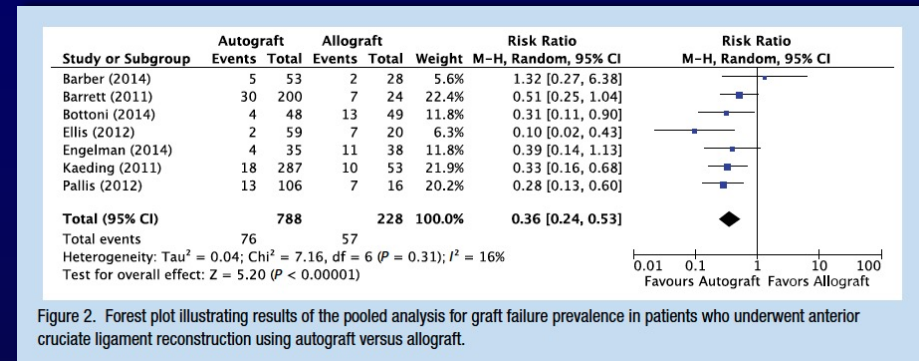 Autograft Allograft Risk Ratio Risk Ratio
Study or Subgroup Events Total Events Total Weight M-H, Random, 95% CI M-H, Random, 95% CI
Barber (2014) 5 53 2 28 5.6% 1.32 [0.27, 6.38]
Barrett (2011) 30 200 7 24 22.4% 0.51 [0.25, 1.04]
Bottoni (2014) 4 48 13 49 11.8% 0.31 [0.11, 0.90]
Ellis (2012) 2 59 7 20 6.3% 0.10 [0.02, 0.43]
Engelman (2014) 4 35 11 38 11.8% 0.39 [0.14, 1.13]
Kaeding (2011) 18 287 10 53 21.9% 0.33 [0.16, 0.68]
Pallis (2012) 13 106 7 16 20.2% 0.28 [0.13, 0.60]
Total (95% CI) 788 228 100.0% 0.36 [0.24, 0.53]
Total events 76 57
Heterogeneity: Tau² = 0.04; Chi² = 7.16, df = 6 (P = 0.31); I² = 16%
Test for overall effect: Z = 5.20 (P < 0.00001)
0.01 0.1 1 10 100
Favours Autograft Favors Allograft
Figure 2. Forest plot illustrating results of the pooled analysis for graft failure prevalence in patients who underwent anterior
cruciate ligament reconstruction using autograft versus allograft.